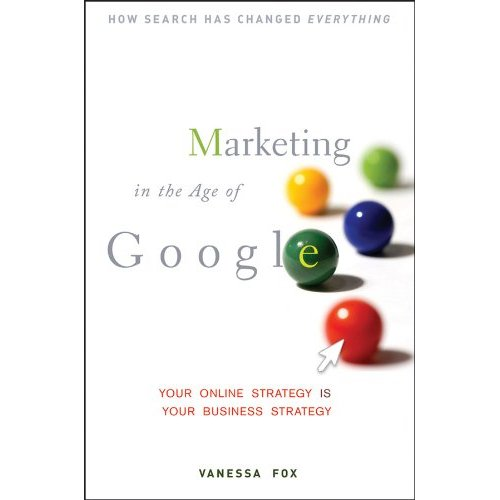 HOW SEARCH HAS CHANGED EVERYTHING
Marketing
in the Age of
Google
YOUR ONLINE STRATEGY IS
YOUR BUSINESS STRATEGY
VANESSA FOX